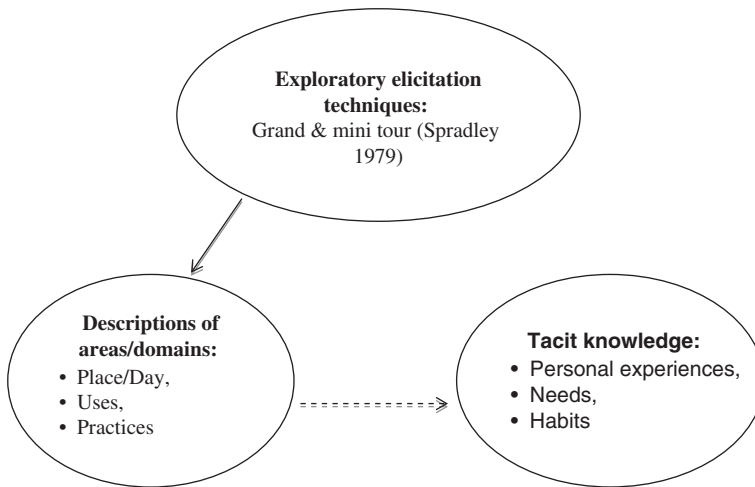 Exploratory elicitation
techniques:
Grand & mini tour (Spradley
1979)
Descriptions of
areas/domains:
• Place/Day,
• Uses,
• Practices
Tacit knowledge:
• Personal experiences,
• Needs,
• Habits